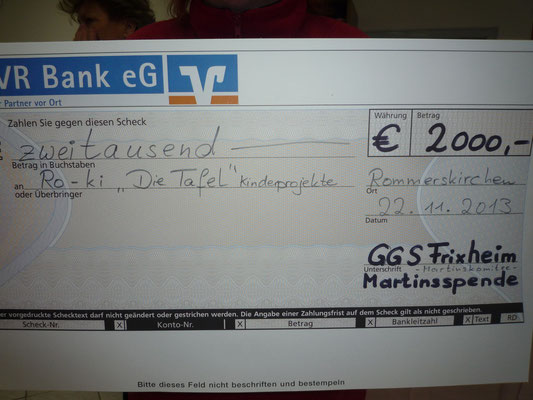 VR Bank eG
Partner vor Ort
Zahlen Sie gegen diesen Scheck
zweitausend
Betrag in Buchstaben
Währung Betrag
€ 2000,-
an Ro-ki „Die Tafel" Kinderprojekte
oder Überbringer
Rommerskirchen
Ort
22.11.2013
Datum
GGS Frixheim
Unterschrift -Martinskomitee-
Martinsspende
vorgedruckte Schecktext darf nicht geändert oder gestrichen werden. Die Angabe einer Zahlungsfrist auf dem Scheck gilt als nicht geschrieben.
Scheck-Nr. X Konto-Nr. X Betrag X Bankleitzahl X Text
Bitte dieses Feld nicht beschriften und bestempeln